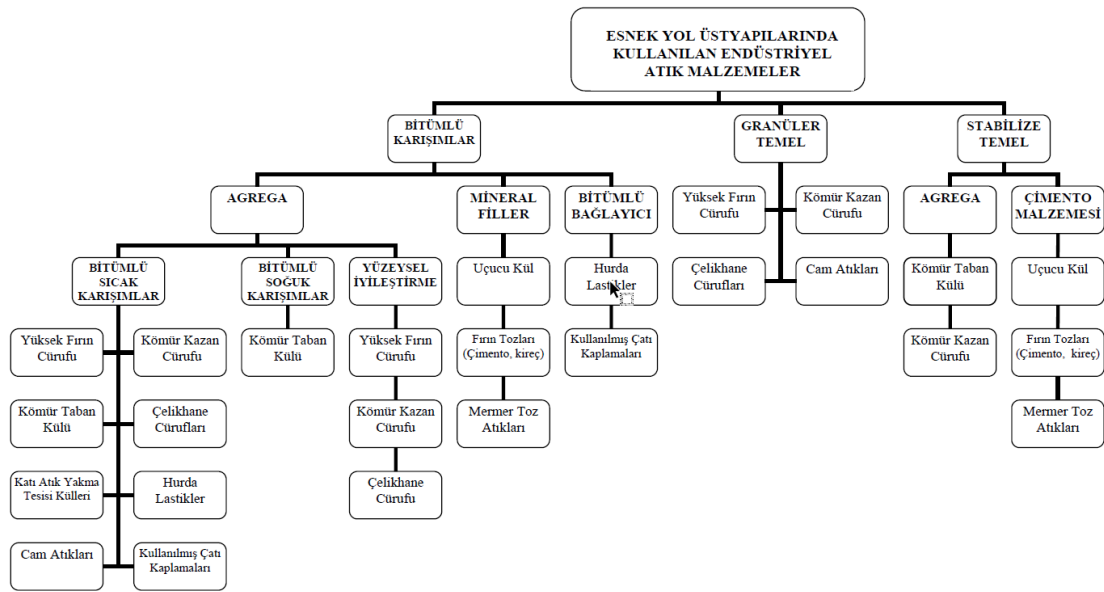 ESNEK YOL ÜSTYAPILARINDA
KULLANILAN ENDÜSTRİYEL
ATIK MALZEMELER
BİTÜMLÜ
KARIŞIMLAR
GRANÜLER
TEMEL
STABILIZE
TEMEL
AGREGA
MİNERAL
FILLER
BİTÜMLÜ
BAĞLAYICI
Yüksek Fırın
Cürufu
Kömür Kazan
Cürufu
AGREGA
ÇİMENTO
MALZEMESİ
BİTÜMLÜ
SICAK
KARIŞIMLAR
BİTÜMLÜ
SOĞUK
KARIŞIMLAR
YÜZEYSEL
İYİLEŞTİRME
Uçucu Kül
Hurda
Lastikler
Çelikhane
Cürufları
Cam Atıkları
Kömür Taban
Külü
Uçucu Kül
Yüksek Fırın
Cürufu
Kömür Kazan
Cürufu
Kömür Taban
Külü
Yüksek Fırın
Cürufu
Fırın Tozları
(Çimento, kireç)
Kullanılmış Çatı
Kaplamaları
Kömür Kazan
Cürufu
Fırın Tozları
(Çimento, kireç)
Kömür Taban
Külü
Çelikhane
Cürufları
Kömür Kazan
Cürufu
Mermer Toz
Atıkları
Mermer Toz
Atıkları
Katı Atık Yakma
Tesisi Külleri
Hurda
Lastikler
Çelikhane
Cürufu
Cam Atıkları
Kullanılmış Çatı
Kaplamaları